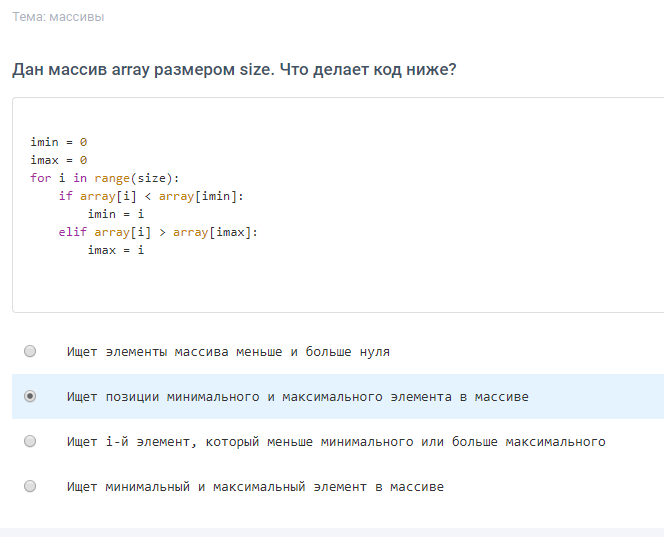 Тема: массивы
Дан массив array размером size. Что делает код ниже?
imin = 0
imax = 0
for i in range(size):
    if array[i] < array[imin]:
        imin = i
    elif array[i] > array[imax]:
        imax = i
Ищет элементы массива меньше и больше нуля
Ищет позиции минимального и максимального элемента в массиве
Ищет i-й элемент, который меньше минимального или больше максимального
Ищет минимальный и максимальный элемент в массиве